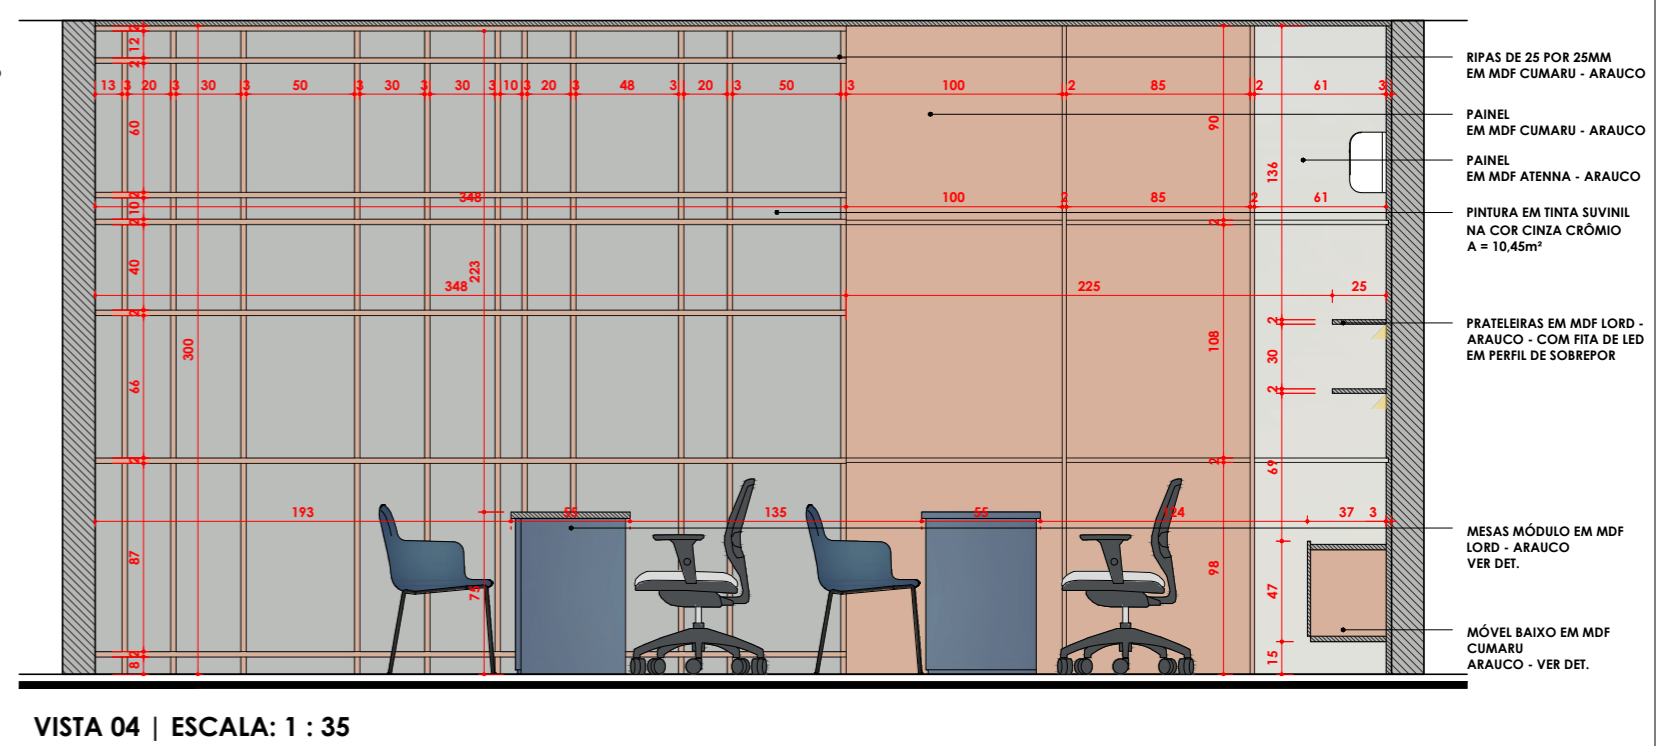 2
12
2
13 3 20 3 30 3 50 3 30 3 30 3 10 3 20 3 48 3 20 3 50 3 100 2 85 2 61 3
60
90
136
2
10
2
348 100 2 85 2 61
2
40
223
348 225 25
2
300
66
108
2
30
2
2
2
69
193 55 135 55 124 37 3
87
75
98
47
2
8
15
RIPAS DE 25 POR 25MM
EM MDF CUMARU - ARAUCO
PAINEL
EM MDF CUMARU - ARAUCO
PAINEL
EM MDF ATENNA - ARAUCO
PINTURA EM TINTA SUVINIL
NA COR CINZA CRÔMIO
A = 10,45m²
PRATELEIRAS EM MDF LORD -
ARAUCO - COM FITA DE LED
EM PERFIL DE SOBREPOR
MESAS MÓDULO EM MDF
LORD - ARAUCO
VER DET.
MÓVEL BAIXO EM MDF
CUMARU
ARAUCO - VER DET.
VISTA 04 | ESCALA: 1 : 35